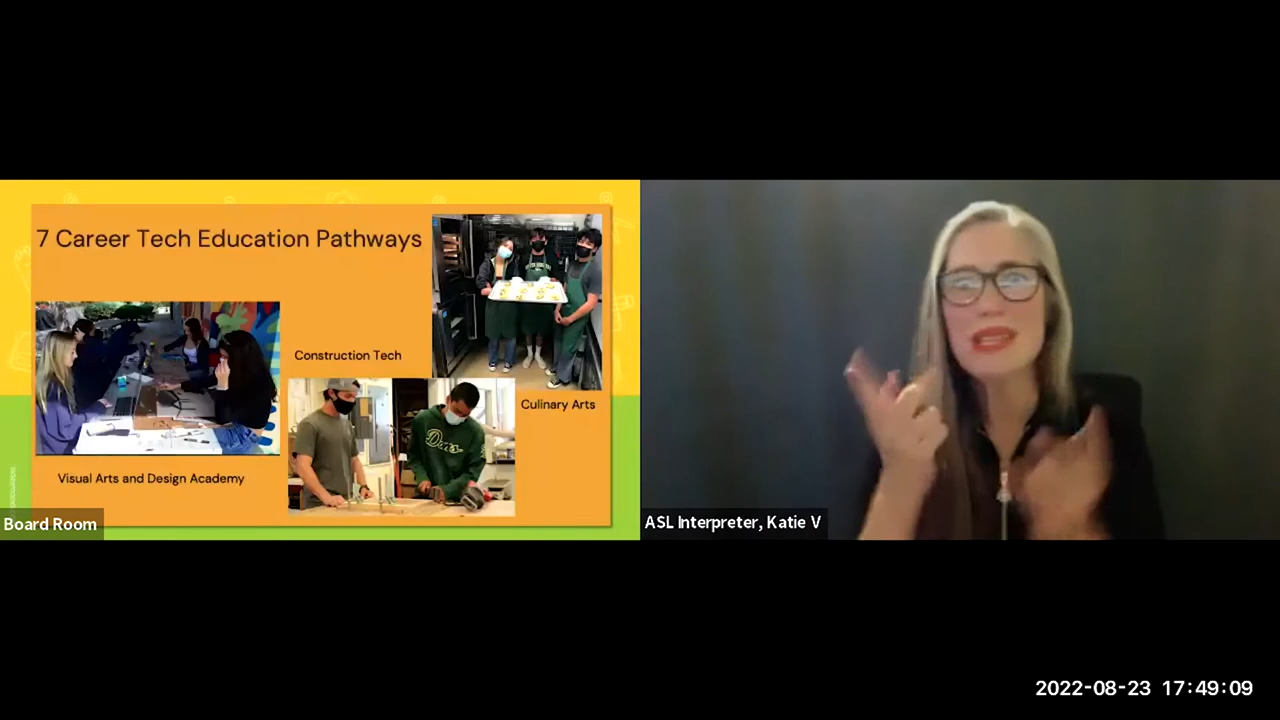 7 Career Tech Education Pathways
Construction Tech
Culinary Arts
Visual Arts and Design Academy
Board Room
ASL Interpreter, Katie V
2022-08-23 17:49:09